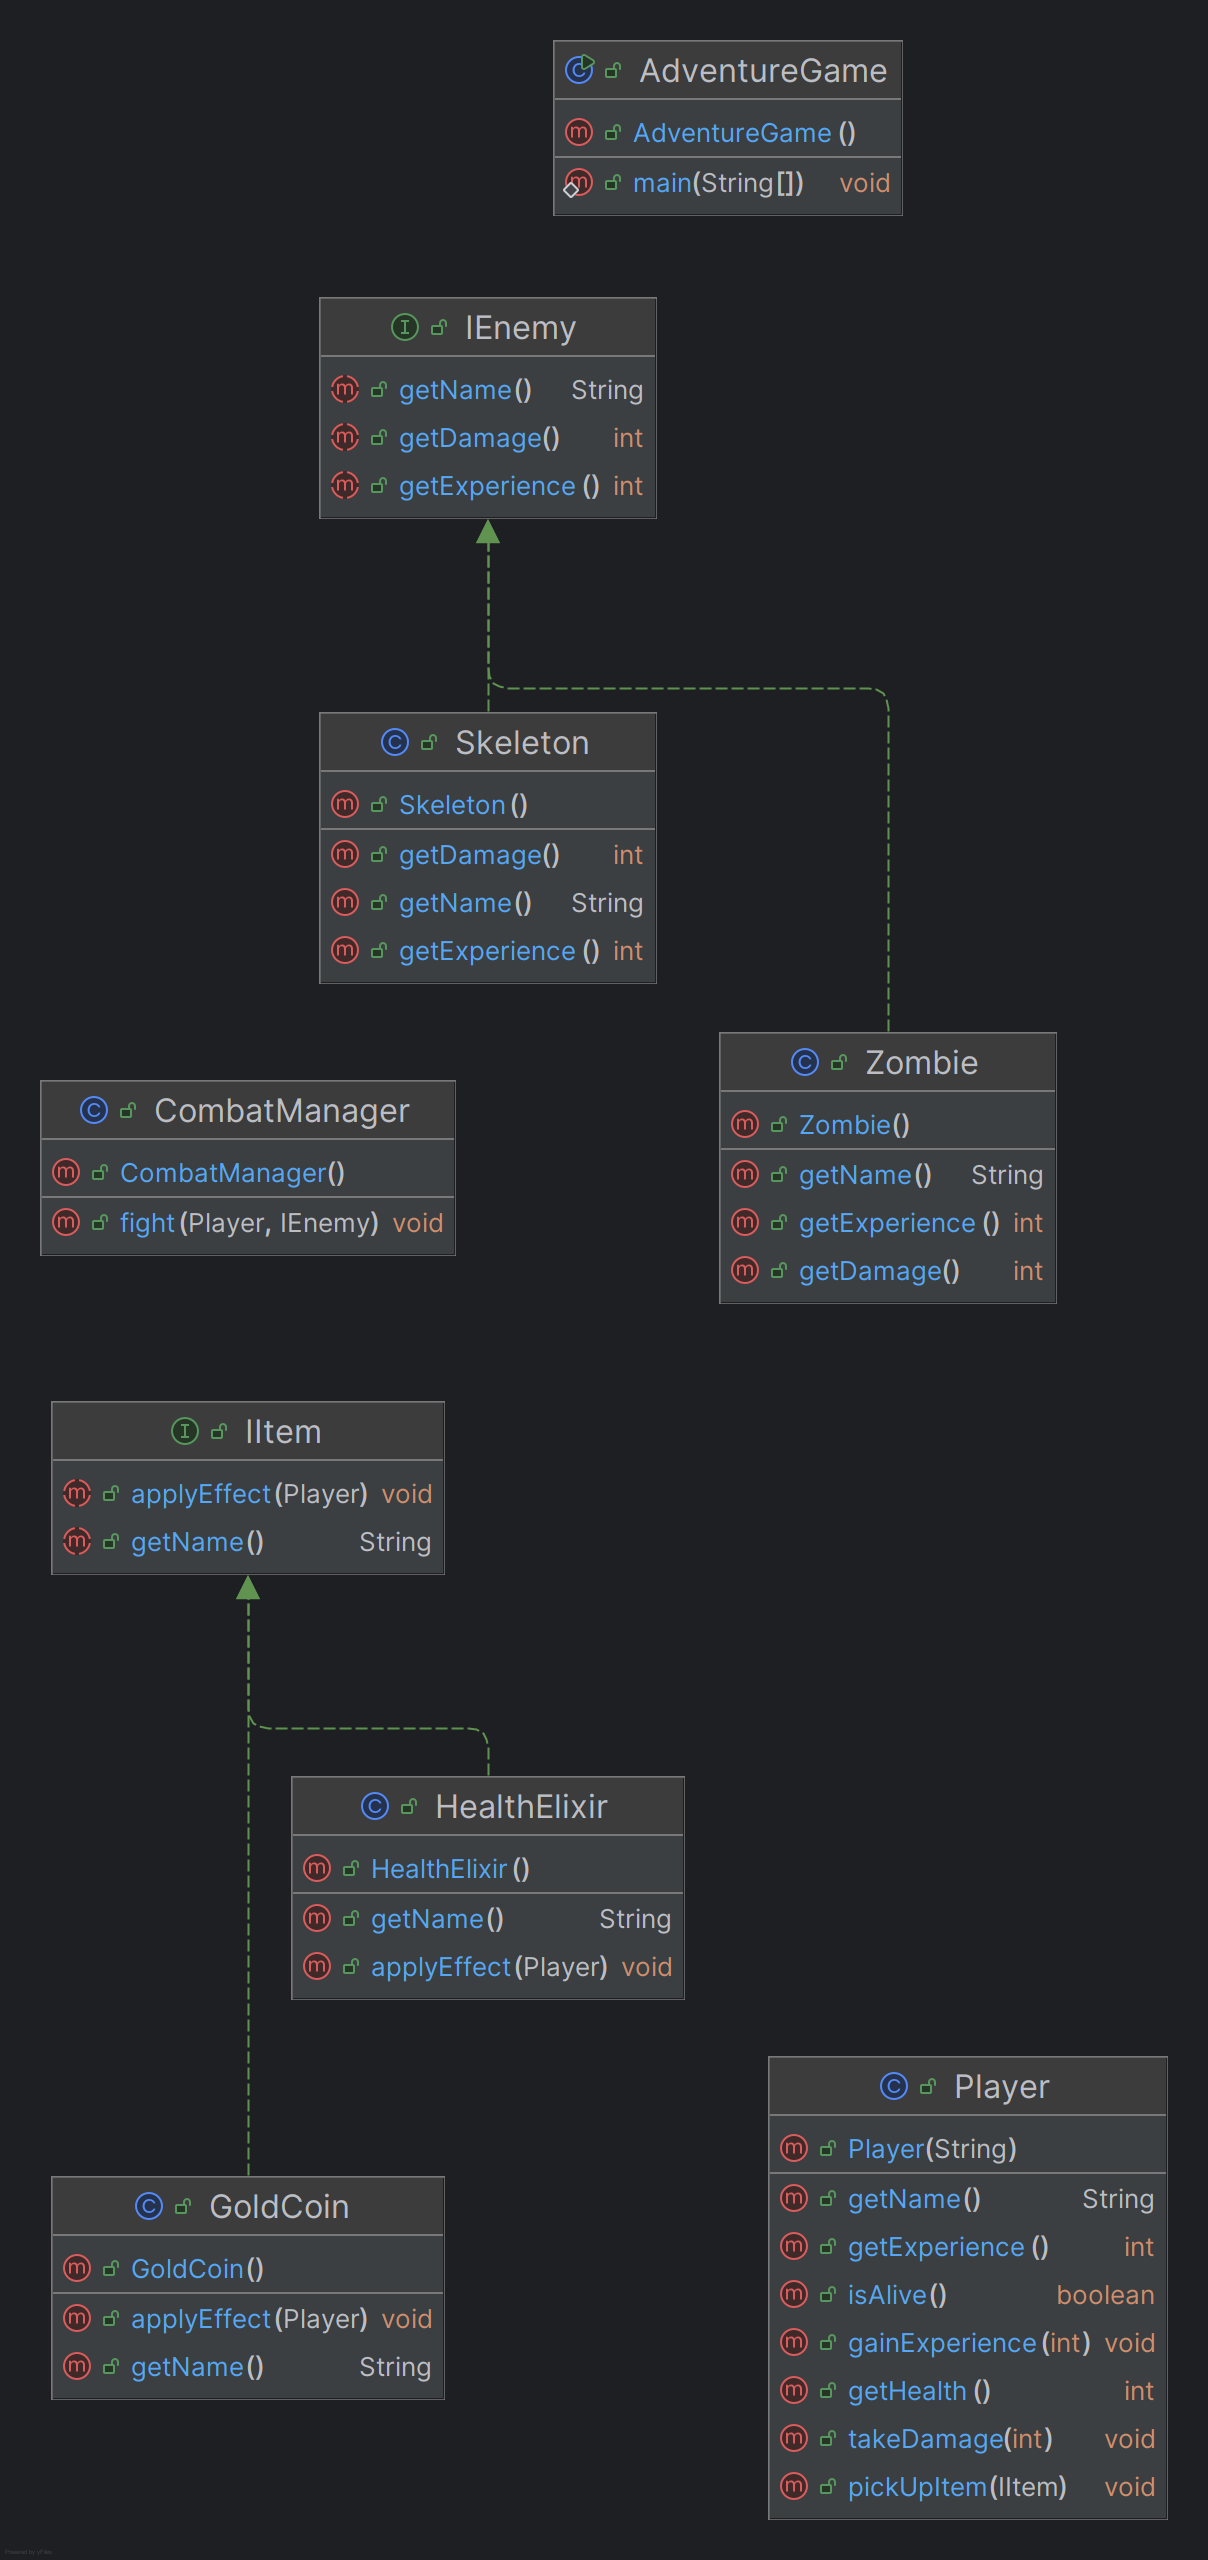 AdventureGame
AdventureGame()
main(String[]) void
IEnemy
getName() String
getDamage() int
getExperience() int
Skeleton
Skeleton()
getDamage() int
getName() String
getExperience() int
Zombie
Zombie()
getName() String
getExperience() int
getDamage() int
CombatManager
CombatManager()
fight(Player, IEnemy) void
IItem
applyEffect(Player) void
getName() String
HealthElixir
HealthElixir()
getName() String
applyEffect(Player) void
Player
Player(String)
getName() String
getExperience() int
isAlive() boolean
gainExperience(int) void
getHealth() int
takeDamage(int) void
pickUpItem(IItem) void
GoldCoin
GoldCoin()
applyEffect(Player) void
getName() String
Powered by yFiles